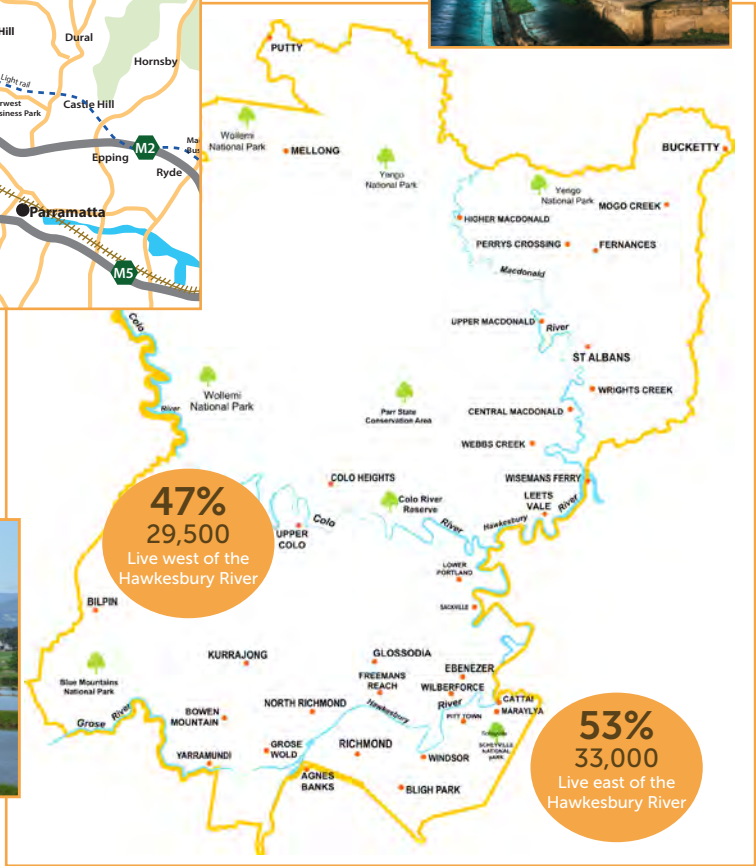 Hill
Dural
Hornsby
Light rail
Castle Hill
rwest
siness Park
M2
Ma
Bus
Epping
Ryde
Parramatta
M5
PUTTY
Wollemi
National Park
MELLONG
Yengo
National Park
BUCKETTY
Yengo
National Park
MOGO CREEK
HIGHER MACDONALD
PERRYS CROSSING
FERNANCES
Macdonald
UPPER MACDONALD
River
ST ALBANS
Colo
River
Wollemi
National Park
Parr State
Conservation Area
WRIGHTS CREEK
CENTRAL MACDONALD
WEBBS CREEK
WISEMANS FERRY
COLO HEIGHTS
LEETS
VALE
Colo River
Reserve
Hawkesbury River
47%
29,500
Live west of the
Hawkesbury River
UPPER
COLO
Colo
River
LOWER
PORTLAND
SACKVILLE
BILPIN
KURRAJONG
GLOSSODIA
EBENEZER
Blue Mountains
National Park
FREEMANS
REACH
WILBERFORCE
CATTAI
MARAYLYA
Grose River
BOWEN
MOUNTAIN
NORTH RICHMOND
Hawkesbury
River
PITT TOWN
SCHEYVILLE
NATIONAL
PARK
YARRAMUNDI
GROSE
WOLD
RICHMOND
WINDSOR
AGNES
BANKS
BLIGH PARK
53%
33,000
Live east of the
Hawkesbury River